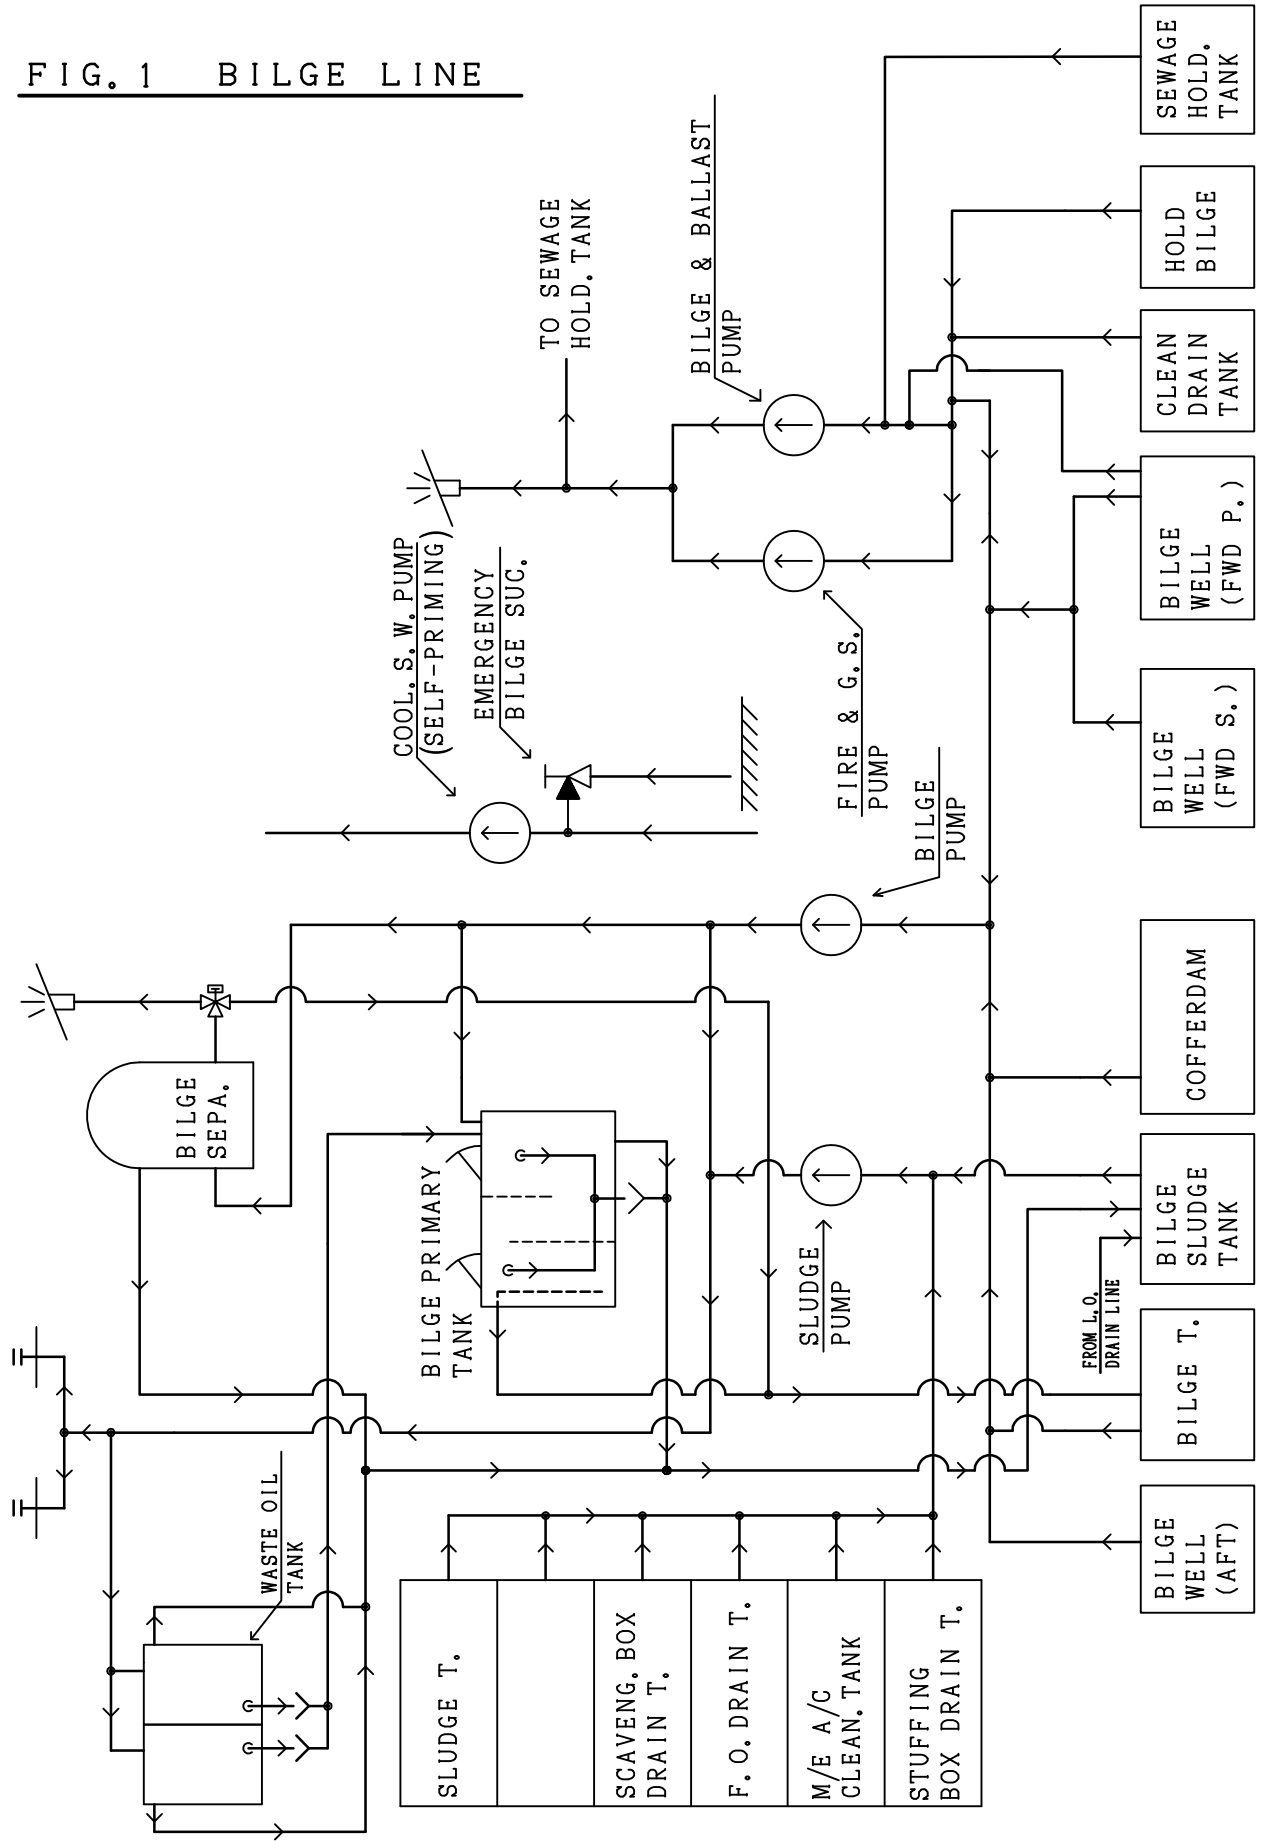 FIG. 1 BILGE LINE
SEWAGE
HOLD.
TANK
HOLD
BILGE
CLEAN
DRAIN
TANK
BILGE
WELL
(FWD P.)
BILGE
WELL
(FWD S.)
COFFERDAM
BILGE
SLUDGE
TANK
BILGE T.
BILGE
WELL
(AFT)
FROM L.O.
DRAIN LINE
TO SEWAGE
HOLD. TANK
BILGE & BALLAST
PUMP
COOL. S. W. PUMP
(SELF-PRIMING)
EMERGENCY
BILGE SUC.
FIRE & G. S.
PUMP
BILGE
PUMP
BILGE
SEPA.
BILGE PRIMARY
TANK
SLUDGE
PUMP
WASTE OIL
TANK
SLUDGE T.
SCAVENG. BOX
DRAIN T.
F. O. DRAIN T.
M/E A/C
CLEAN. TANK
STUFFING
BOX DRAIN T.